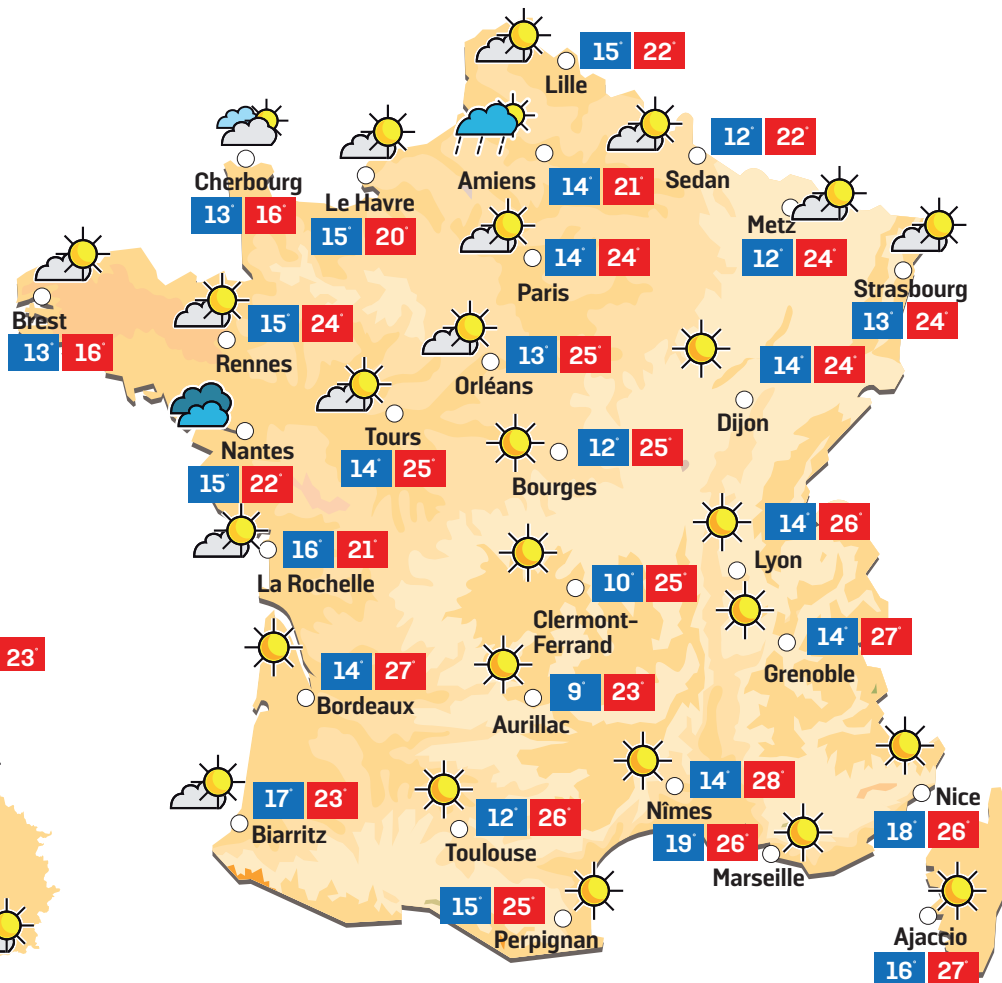 15° 22°
Lille
12° 22°
Sedan
Amiens
14° 21°
Cherbourg
13° 16°
Le Havre
15° 20°
Metz
12° 24°
14° 24°
Paris
Strasbourg
13° 24°
Brest
13° 16°
15° 24°
Rennes
13° 25°
Orléans
14° 24°
Dijon
Tours
14° 25°
Nantes
15° 22°
12° 25°
Bourges
14° 26°
Lyon
16° 21°
La Rochelle
10° 25°
Clermont-
Ferrand
14° 27°
Grenoble
23°
14° 27°
Bordeaux
9° 23°
Aurillac
14° 28°
Nîmes
17° 23°
Biarritz
12° 26°
Toulouse
19° 26°
Marseille
Nice
18° 26°
15° 25°
Perpignan
Ajaccio
16° 27°